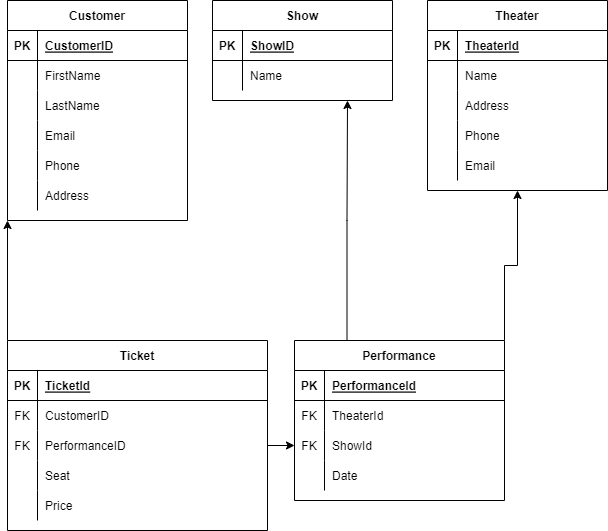 Customer
PK CustomerID
FirstName
LastName
Email
Phone
Address
Show
PK ShowID
Name
Theater
PK TheaterId
Name
Address
Phone
Email
Ticket
PK TicketId
FK CustomerID
FK PerformanceID
Seat
Price
Performance
PK PerformanceId
FK TheaterId
FK ShowId
Date